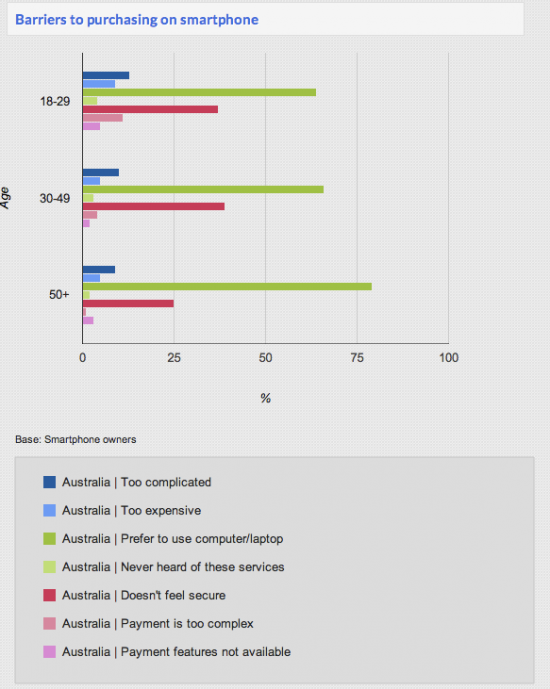 Barriers to purchasing on smartphone
Age
18-29
30-49
50+
0 25 50 75 100
%
Base: Smartphone owners
Australia | Too complicated
Australia | Too expensive
Australia | Prefer to use computer/laptop
Australia | Never heard of these services
Australia | Doesn't feel secure
Australia | Payment is too complex
Australia | Payment features not available